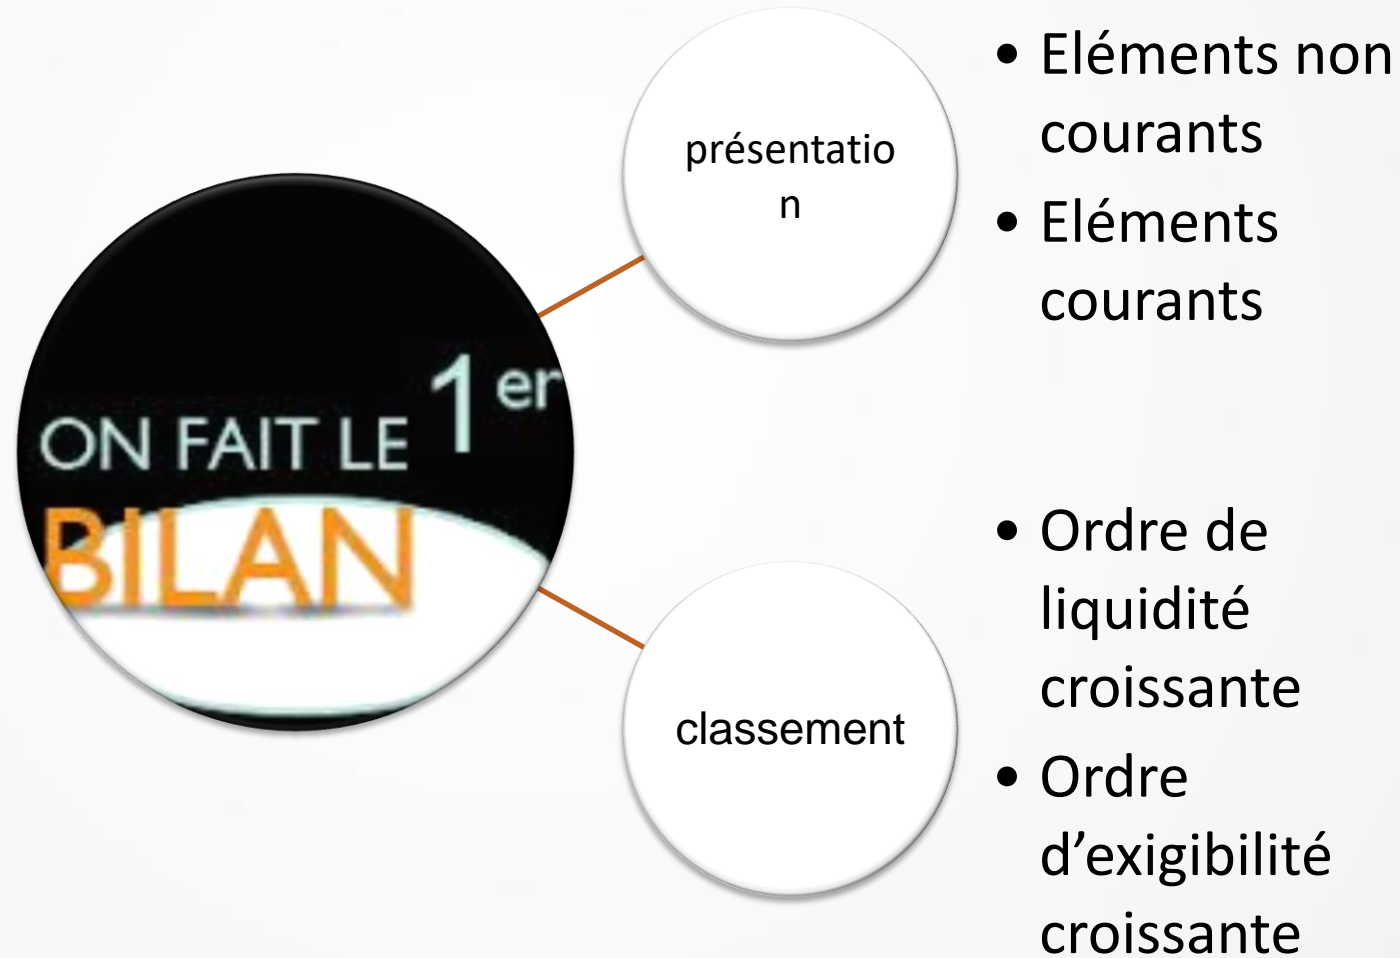 ON FAIT LE 1er
BILAN
présentatio
n
• Eléments non
courants
• Eléments
courants
classement
• Ordre de
liquidité
croissante
• Ordre
d’exigibilité
croissante